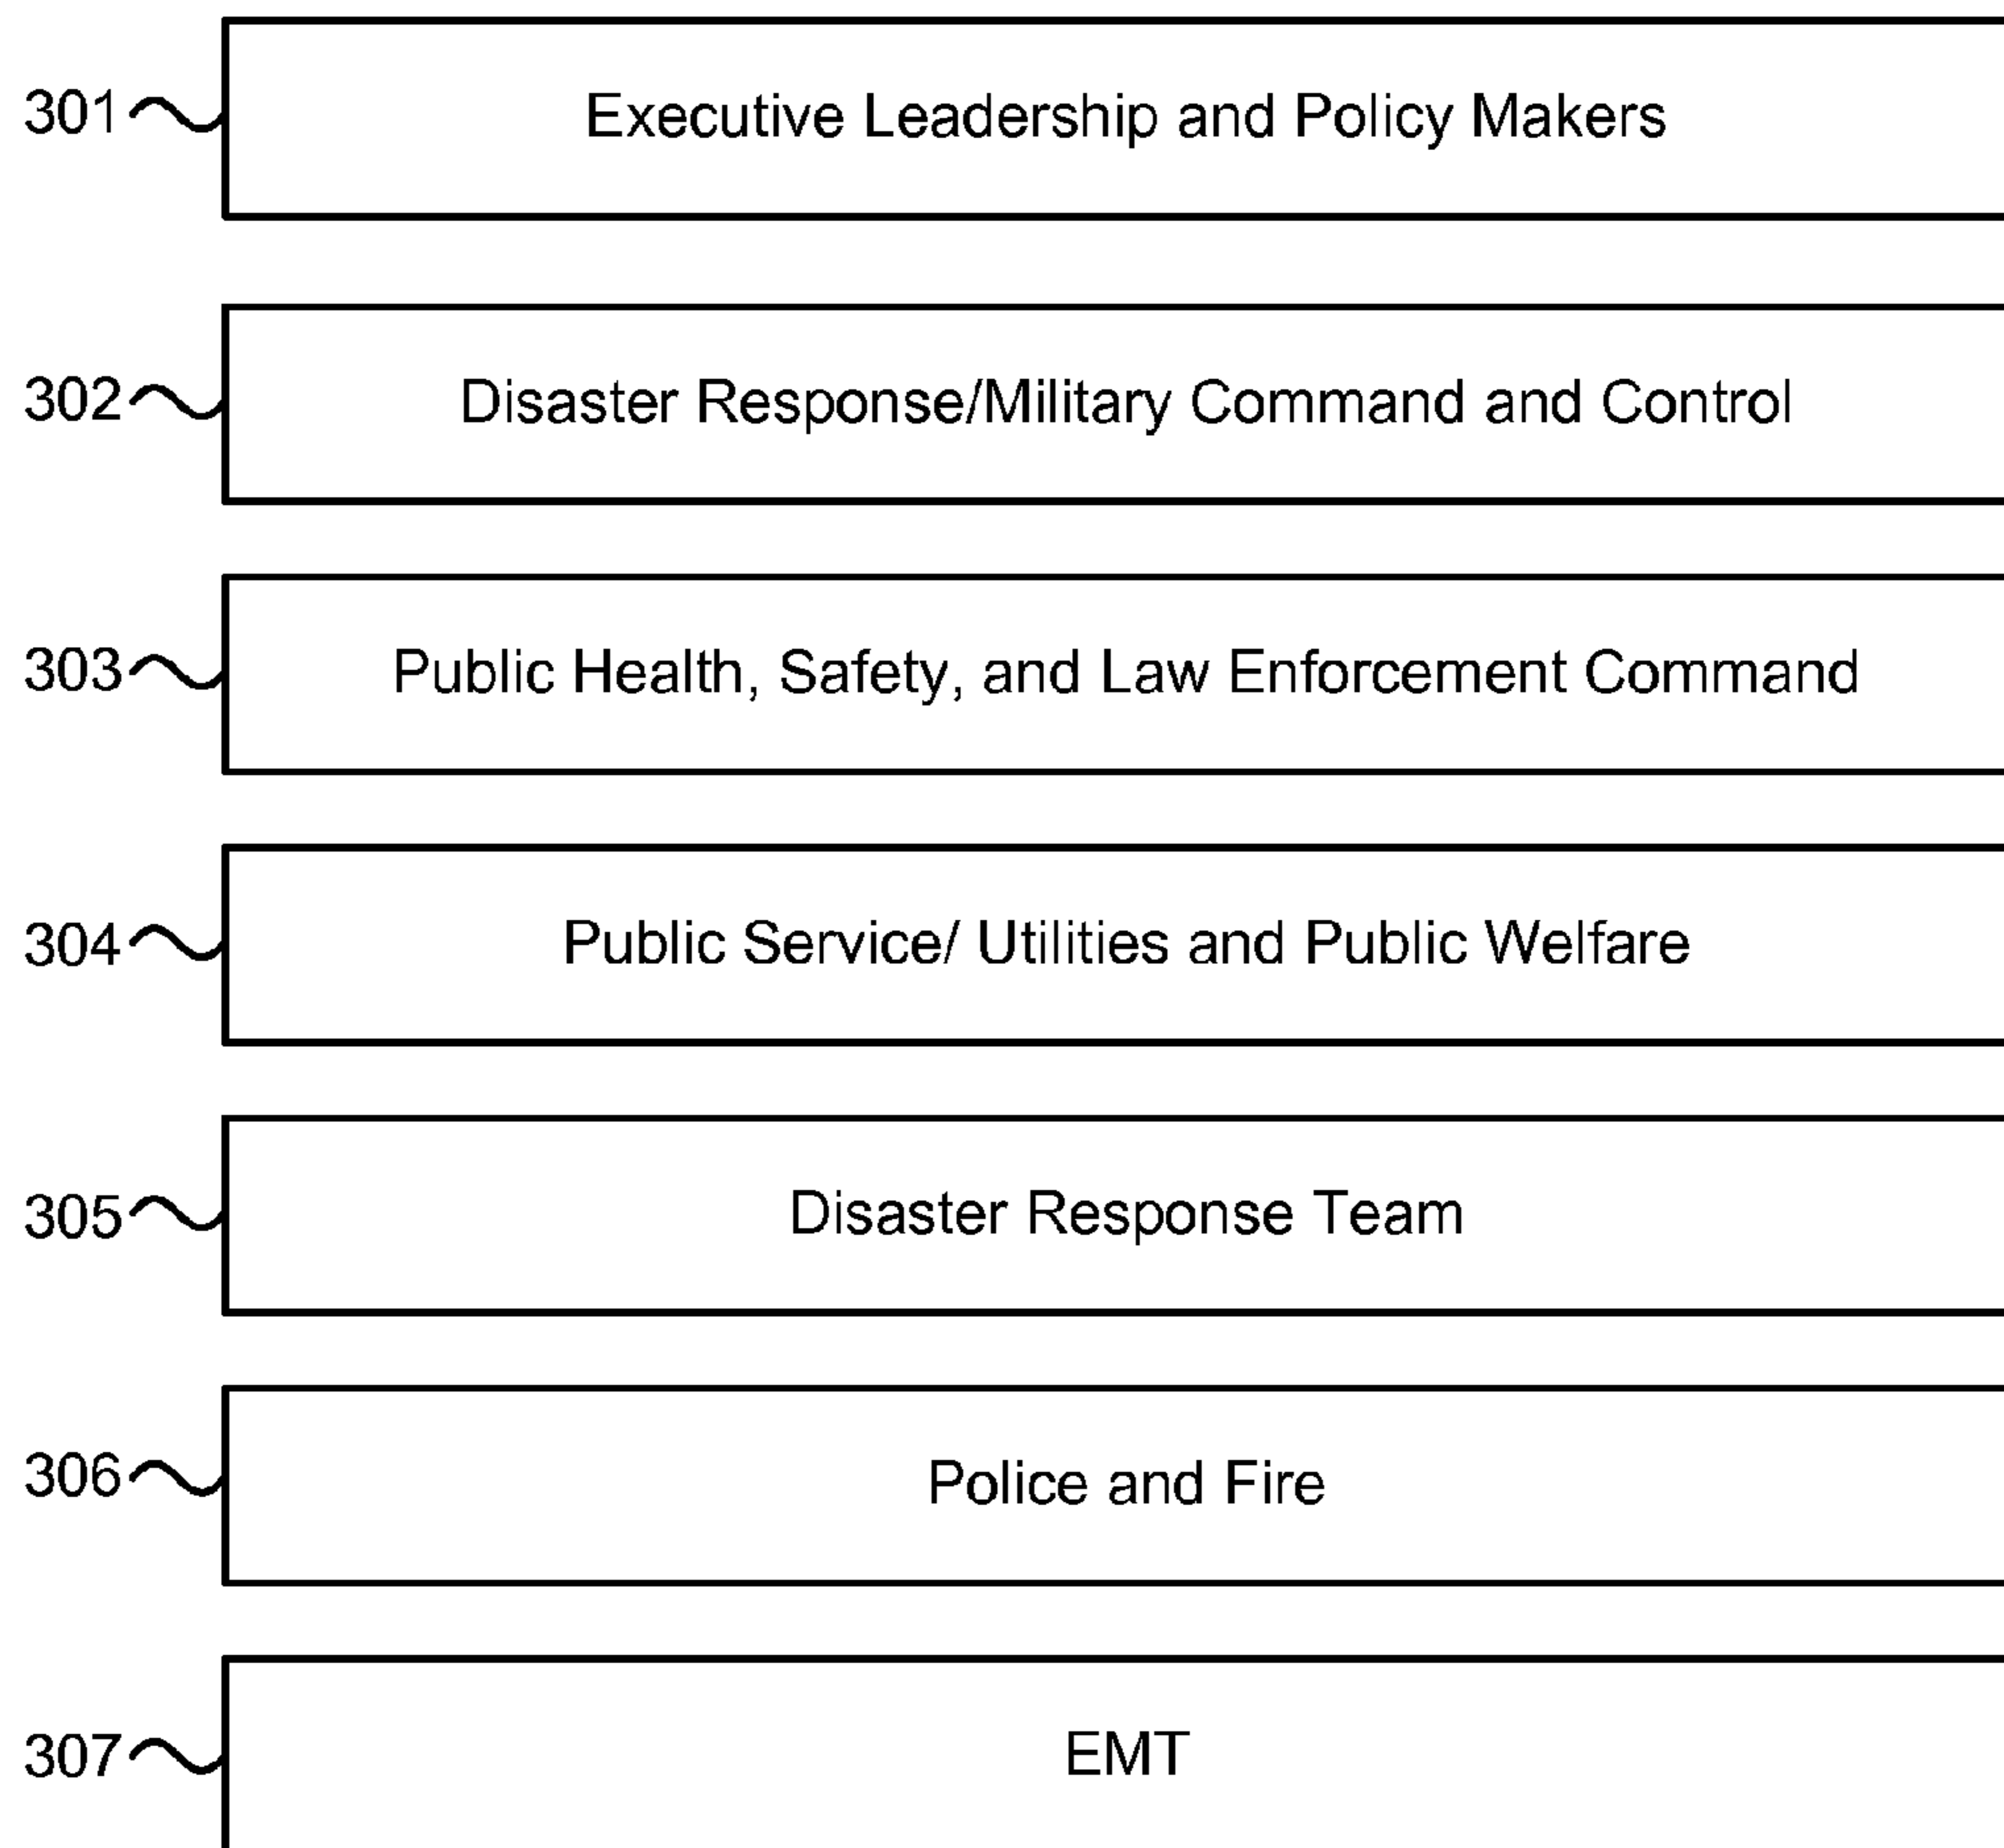 301 Executive Leadership and Policy Makers
302 Disaster Response/Military Command and Control
303 Public Health, Safety, and Law Enforcement Command
304 Public Service/ Utilities and Public Welfare
305 Disaster Response Team
306 Police and Fire
307 EMT